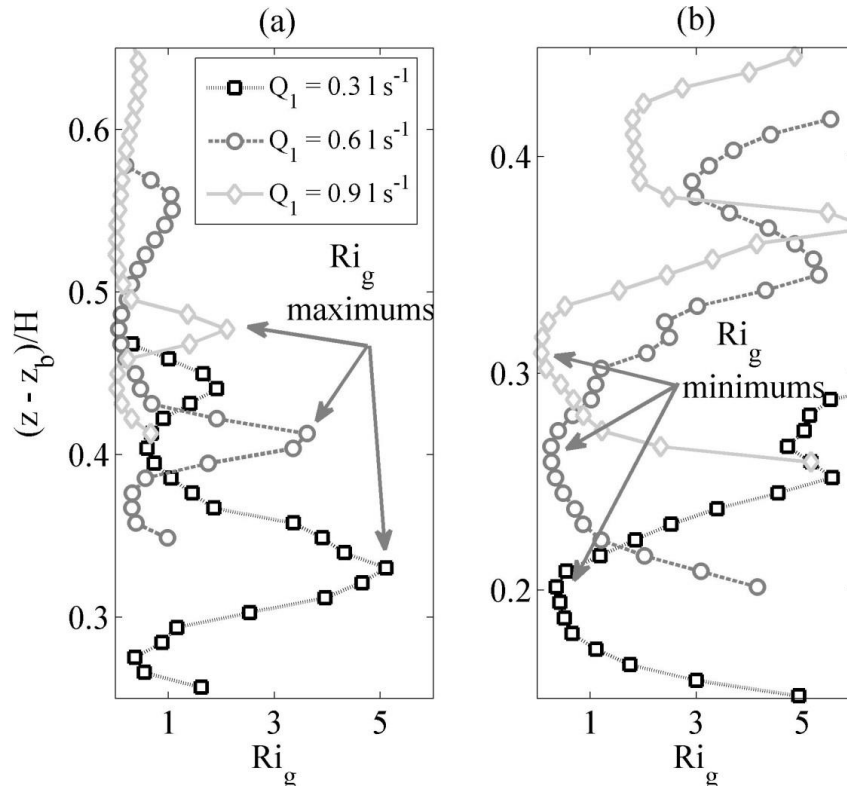 (a)
(b)
Q1 = 0.3 l s-1
Q1 = 0.6 l s-1
Q1 = 0.9 l s-1
0.6
0.5
0.4
0.3
(z - zb)/H
Rig
maximums
1
3
5
Rig
0.4
0.3
0.2
Rig
minimums
1
3
5
Rig